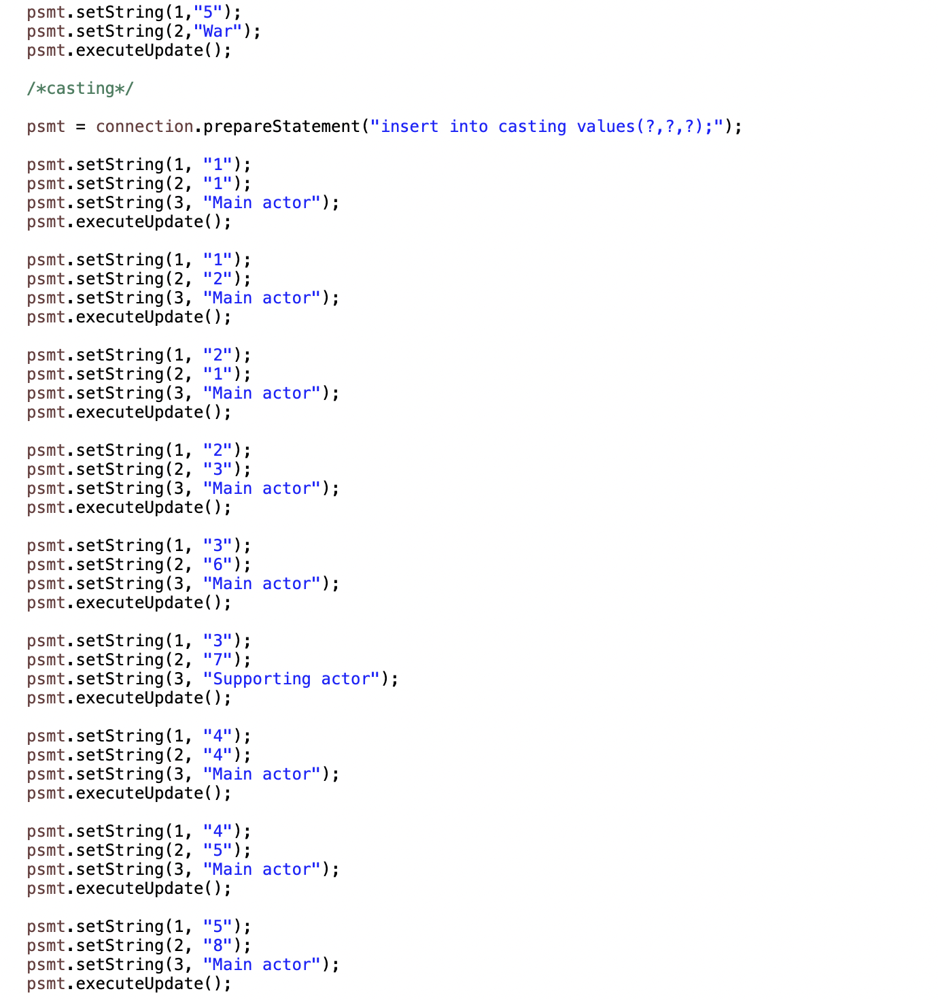 psmt.setString(1,"5");
psmt.setString(2,"War");
psmt.executeUpdate();
/*casting*/
psmt = connection.prepareStatement("insert into casting values(?,?,?);");
psmt.setString(1, "1");
psmt.setString(2, "1");
psmt.setString(3, "Main actor");
psmt.executeUpdate();
psmt.setString(1, "1");
psmt.setString(2, "2");
psmt.setString(3, "Main actor");
psmt.executeUpdate();
psmt.setString(1, "2");
psmt.setString(2, "1");
psmt.setString(3, "Main actor");
psmt.executeUpdate();
psmt.setString(1, "2");
psmt.setString(2, "3");
psmt.setString(3, "Main actor");
psmt.executeUpdate();
psmt.setString(1, "3");
psmt.setString(2, "6");
psmt.setString(3, "Main actor");
psmt.executeUpdate();
psmt.setString(1, "3");
psmt.setString(2, "7");
psmt.setString(3, "Supporting actor");
psmt.executeUpdate();
psmt.setString(1, "4");
psmt.setString(2, "4");
psmt.setString(3, "Main actor");
psmt.executeUpdate();
psmt.setString(1, "4");
psmt.setString(2, "5");
psmt.setString(3, "Main actor");
psmt.executeUpdate();
psmt.setString(1, "5");
psmt.setString(2, "8");
psmt.setString(3, "Main actor");
psmt.executeUpdate();